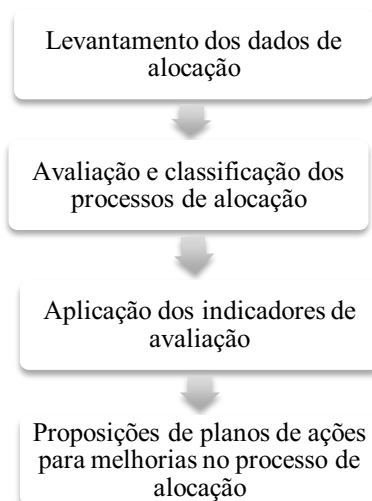 Levantamento dos dados de
alocação
Avaliação e classificação dos
processos de alocação
Aplicação dos indicadores de
avaliação
Proposições de planos de ações
para melhorias no processo de
alocação